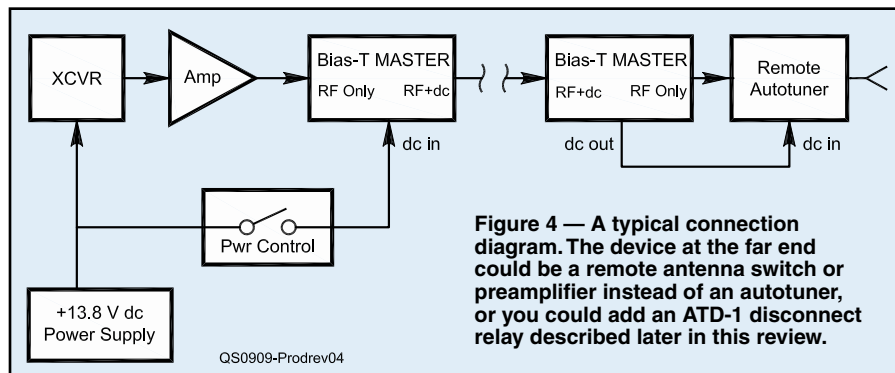 XCVR
Amp
Bias-T MASTER
RF Only RF+dc
dc in
Bias-T MASTER
RF+dc RF Only
dc out
Remote
Autotuner
dc in
Pwr Control
+13.8 V dc
Power Supply
QS0909-Prodrev04
Figure 4 — A typical connection
diagram. The device at the far end
could be a remote antenna switch or
preamplifier instead of an autotuner,
or you could add an ATD-1 disconnect
relay described later in this review.